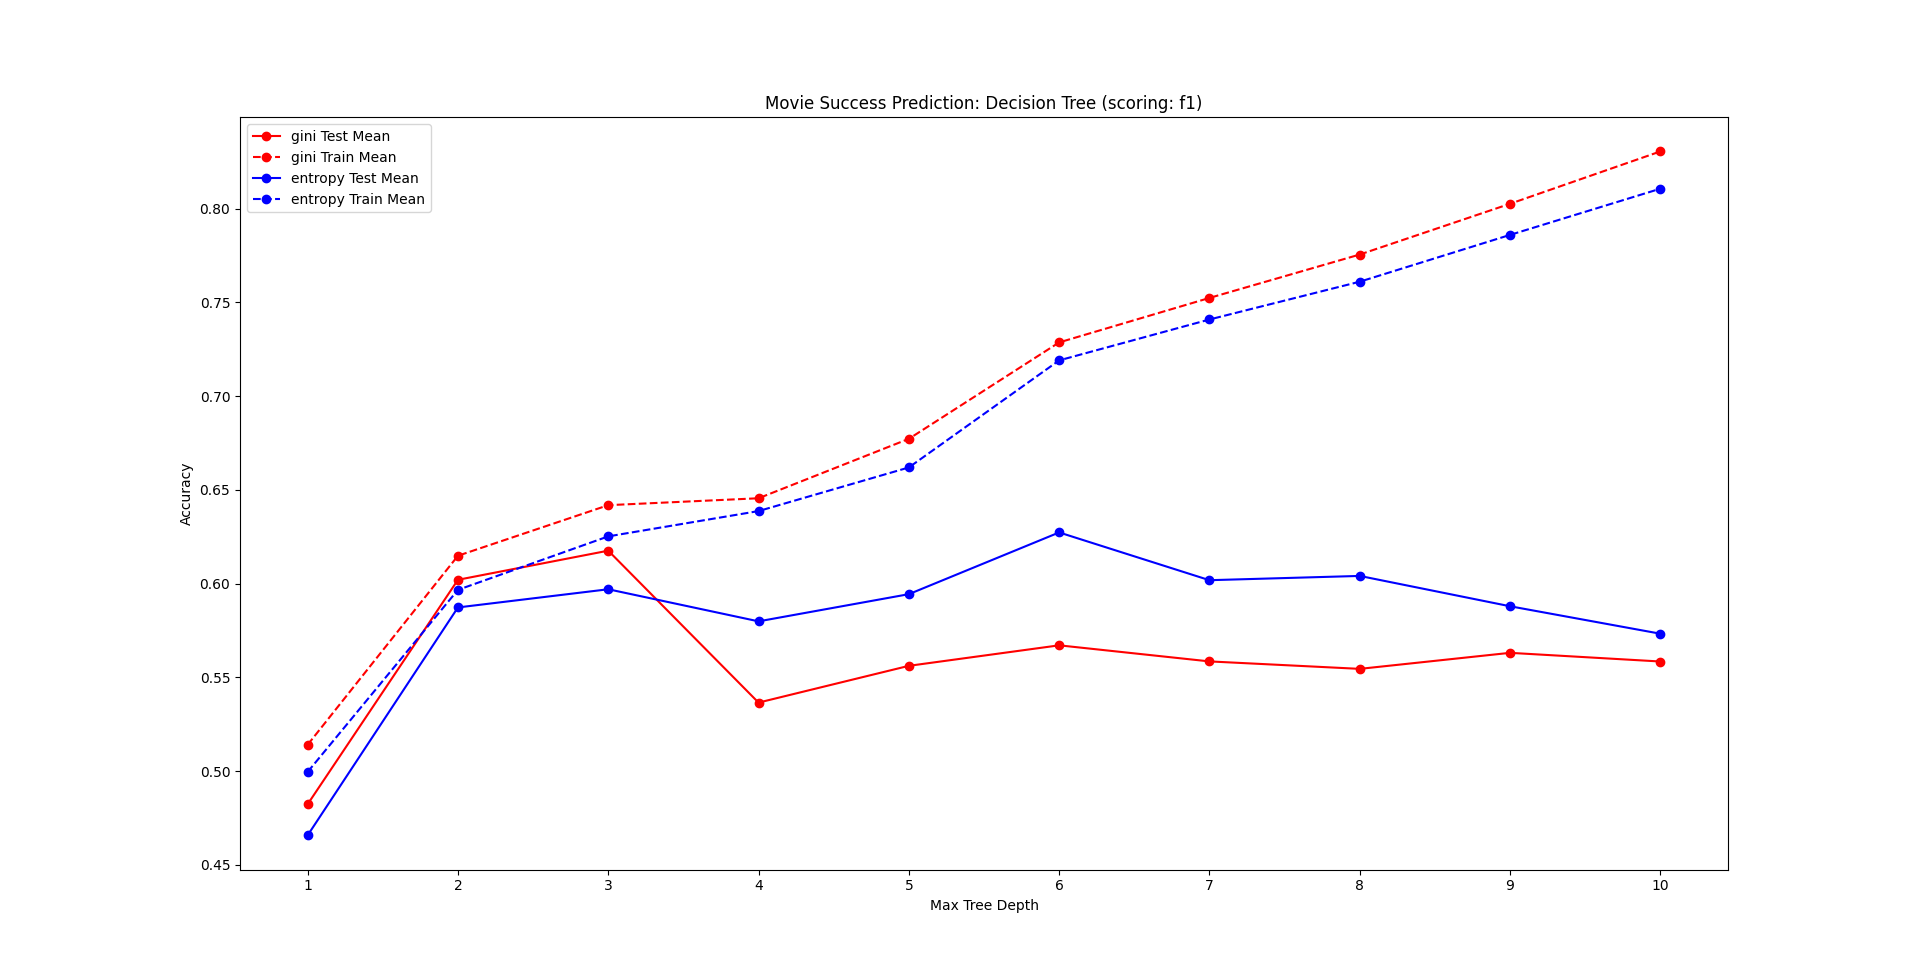 Movie Success Prediction: Decision Tree (scoring: f1)
gini Test Mean
gini Train Mean
entropy Test Mean
entropy Train Mean
0.80
0.75
0.70
0.65
0.60
0.55
0.50
0.45
Accuracy
1 2 3 4 5 6 7 8 9 10
Max Tree Depth